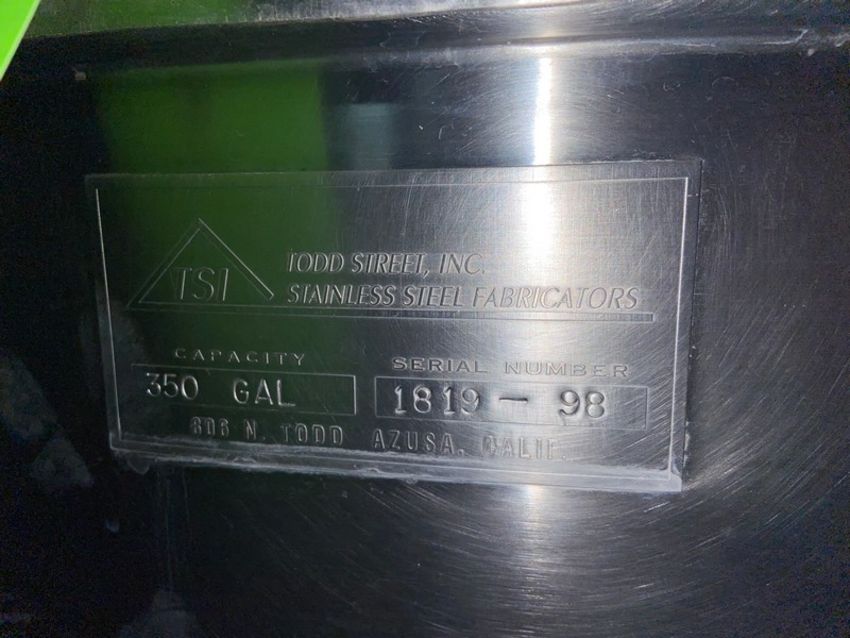 TSI
TODD STREET, INC.
STAINLESS STEEL FABRICATORS
CAPACITY SERIAL NUMBER
350 GAL 1819 - 98
606 N. TODD AZUSA, CALIF.